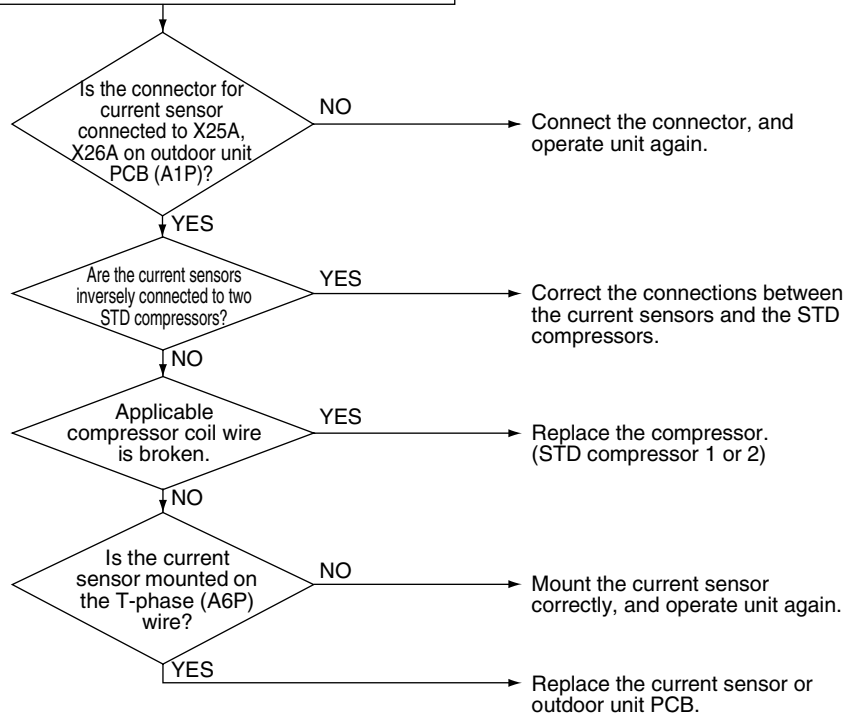 Is the connector for
current sensor
connected to X25A,
X26A on outdoor unit
PCB (A1P)?
NO
Connect the connector, and
operate unit again.
YES
Are the current sensors
inversely connected to two
STD compressors?
YES
Correct the connections between
the current sensors and the STD
compressors.
NO
Applicable
compressor coil wire
is broken.
YES
Replace the compressor.
(STD compressor 1 or 2)
NO
Is the current
sensor mounted on
the T-phase (A6P)
wire?
NO
Mount the current sensor
correctly, and operate unit again.
YES
Replace the current sensor or
outdoor unit PCB.